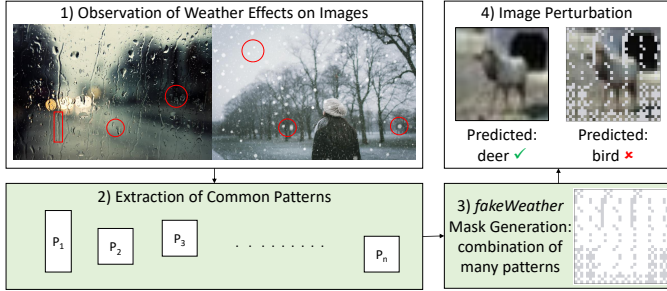 1) Observation of Weather Effects on Images
2) Extraction of Common Patterns
P1
P2
P3
. . . . . . . . .
Pn
3) fakeWeather
Mask Generation:
combination of
many patterns
4) Image Perturbation
Predicted:
deer ✓
Predicted:
bird ✘